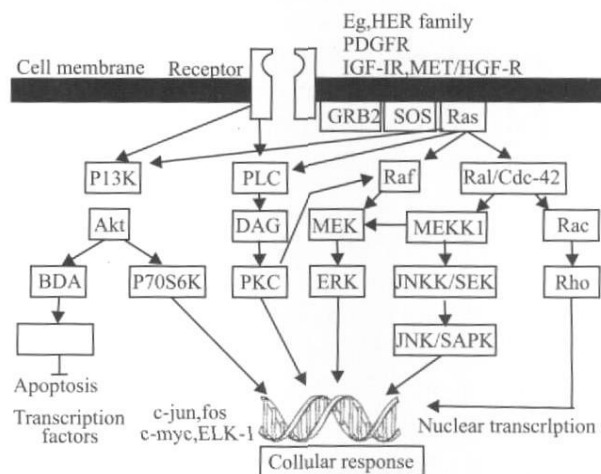 Eg,HER family
PDGFR
IGF-IR,MET/HGF-R
Cell membrane
Receptor
GRB2
SOS
Ras
P13K
PLC
Raf
Ral/Cdc-42
Akt
DAG
MEK
MEKK1
Rac
BDA
P70S6K
PKC
ERK
JNKK/SEK
Rho
JNK/SAPK
Apoptosis
Transcription
factors
c-jun,fos
c-myc,ELK-1
Nuclear transcrlption
Collular response